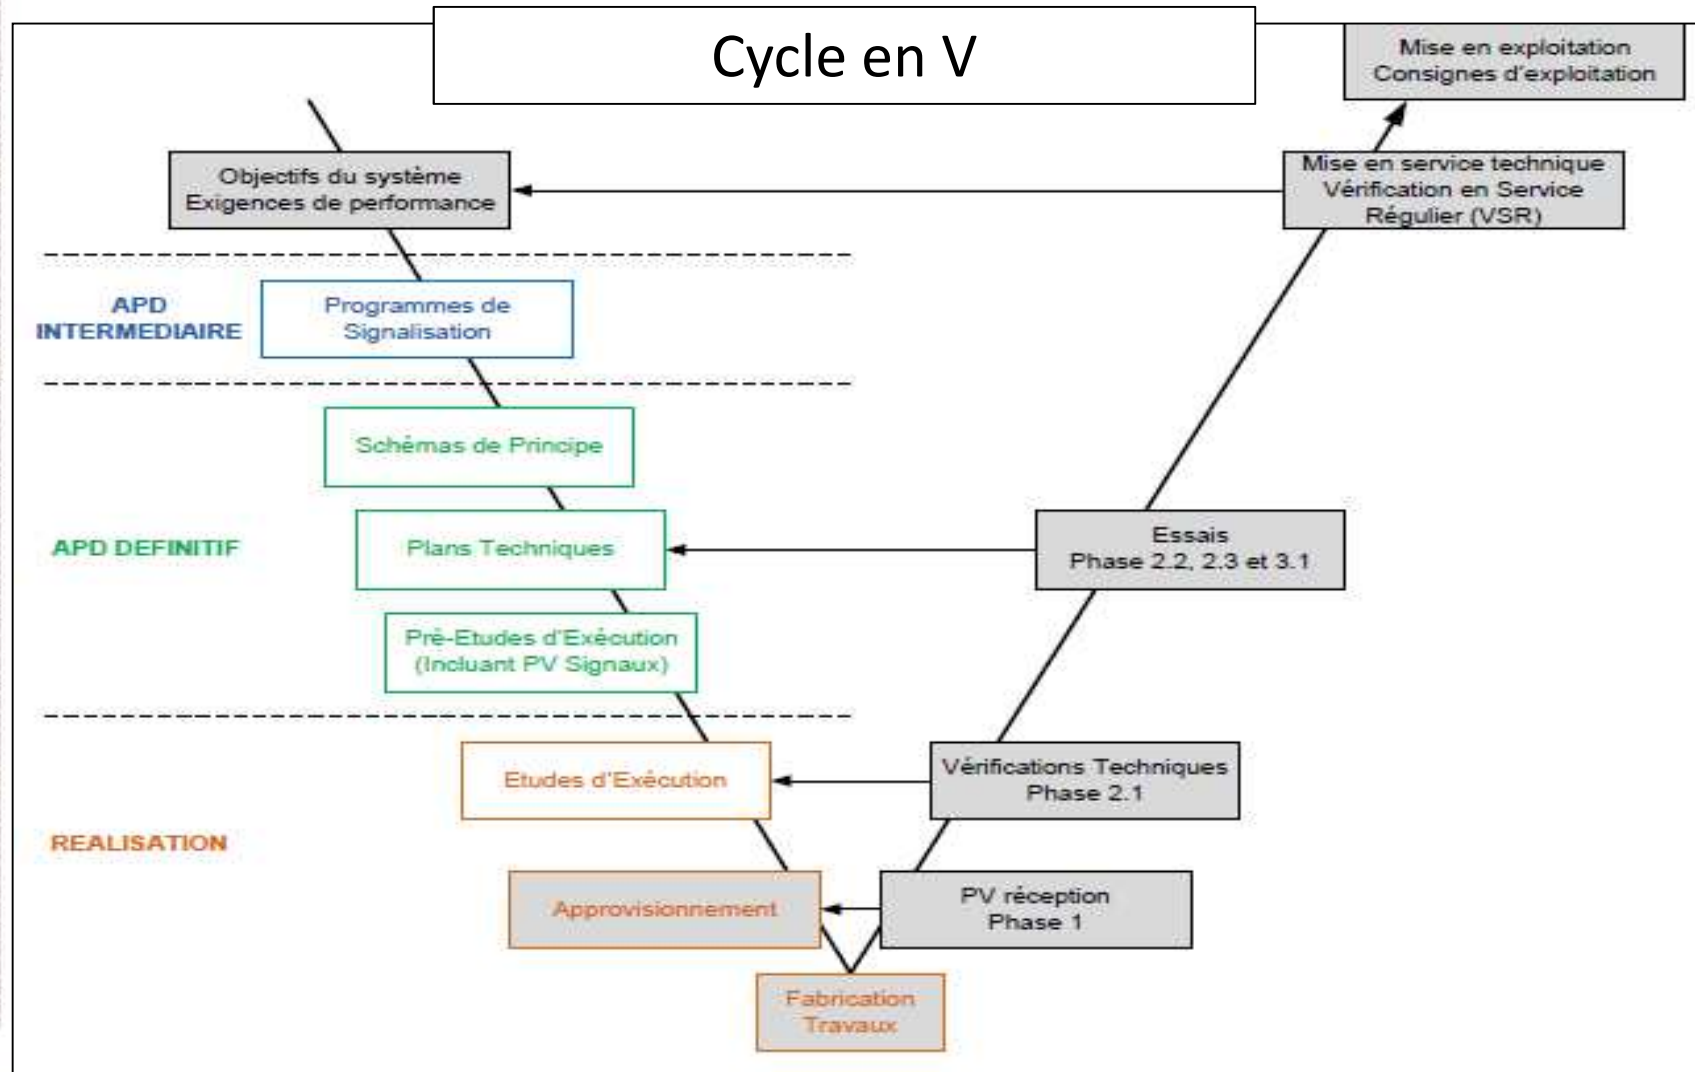 Cycle en V
Mise en exploitation
Consignes d'exploitation
Objectifs du système
Exigences de performance
Mise en service technique
Vérification en Service
Régulier (VSR)
APD
INTERMEDIAIRE
Programmes de
Signalisation
Schémas de Principe
APD DEFINITIF
Plans Techniques
Essais
Phase 2.2, 2.3 et 3.1
Pré-Etudes d'Exécution
(Incluant PV Signaux)
Etudes d'Exécution
Vérifications Techniques
Phase 2.1
REALISATION
Approvisionnement
PV réception
Phase 1
Fabrication
Travaux